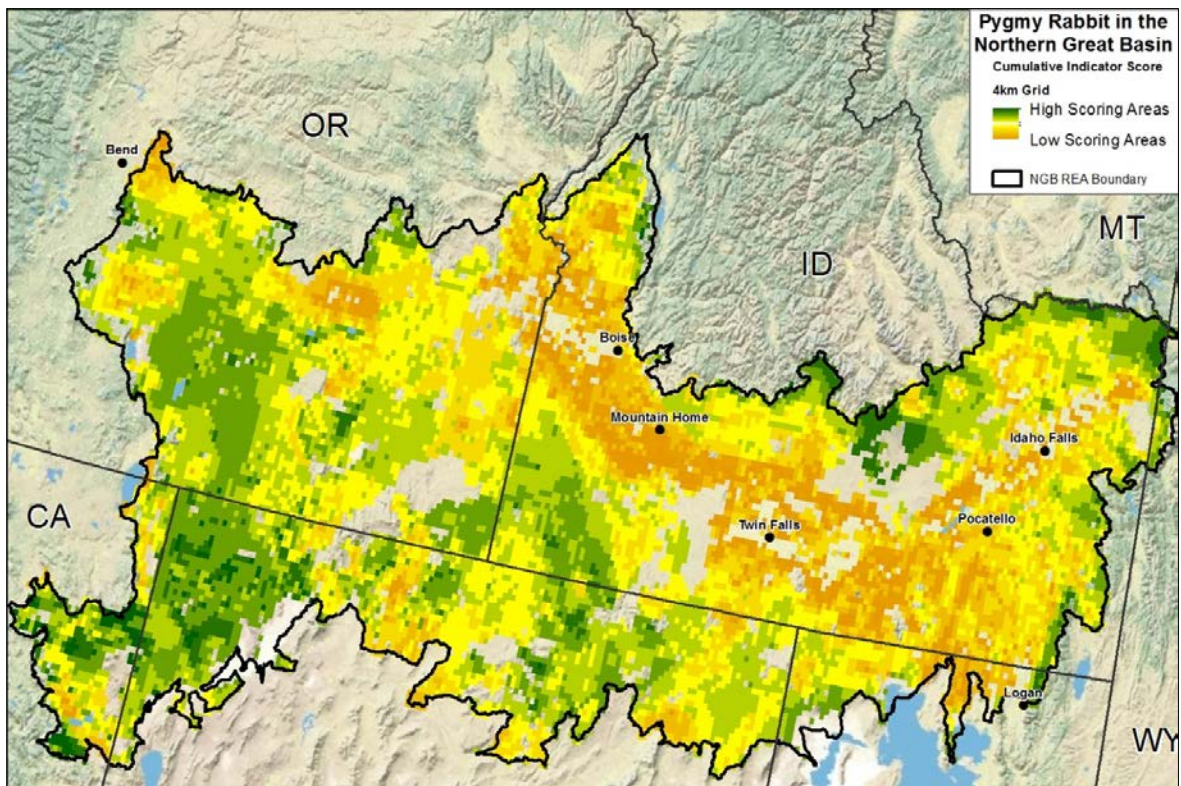 Pygmy Rabbit in the
Northern Great Basin
Cumulative Indicator Score
4km Grid
High Scoring Areas
Low Scoring Areas
NGB REA Boundary
OR
Bend
MT
ID
Boise
Mountain Home
Idaho Falls
CA
Twin Falls
Pocatello
Logan
WY